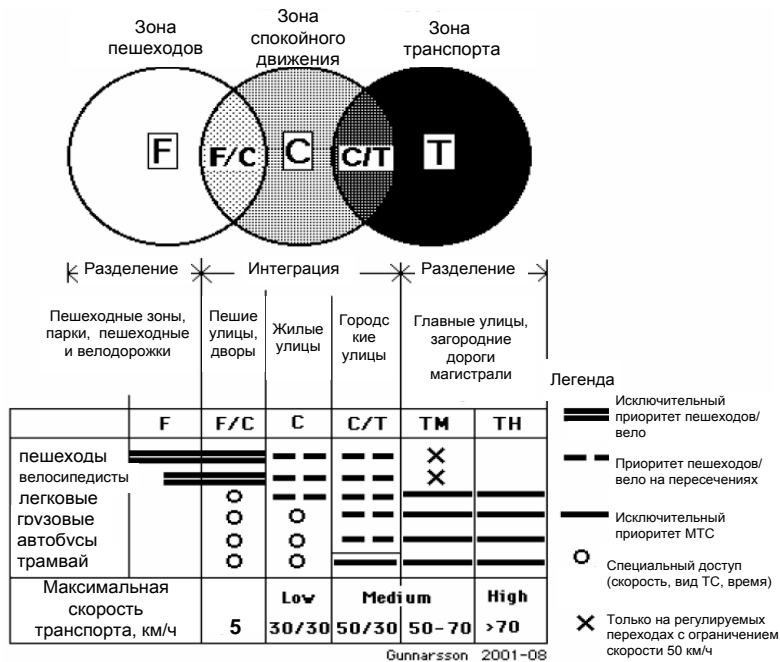 Зона
пешеходов
Зона
спокойного
движения
Зона
транспорта
F
F/C
C
C/T
T
Разделение
Интеграция
Разделение
Пешеходные зоны,
парки, пешеходные
и велодорожки
Пешие
улицы,
дворы
Жилые
улицы
Городс
кие
улицы
Главные улицы,
загородние
дороги
магистрали
F F/C C C/T TM TH
пешеходы
велосипедисты
легковые
грузовые
автобусы
трамвай
Максимальная
скорость
транспорта, км/ч
Low Medium High
5 30/30 50/30 50-70 >70
Gunnarsson 2001-08
Легенда
Исключительный
приоритет пешеходов/
вело
Приоритет пешеходов/
вело на пересечениях
Исключительный
приоритет МТС
Специальный доступ
(скорость, вид ТС, время)
Только на регулируемых
переходах с ограничением
скорости 50 км/ч